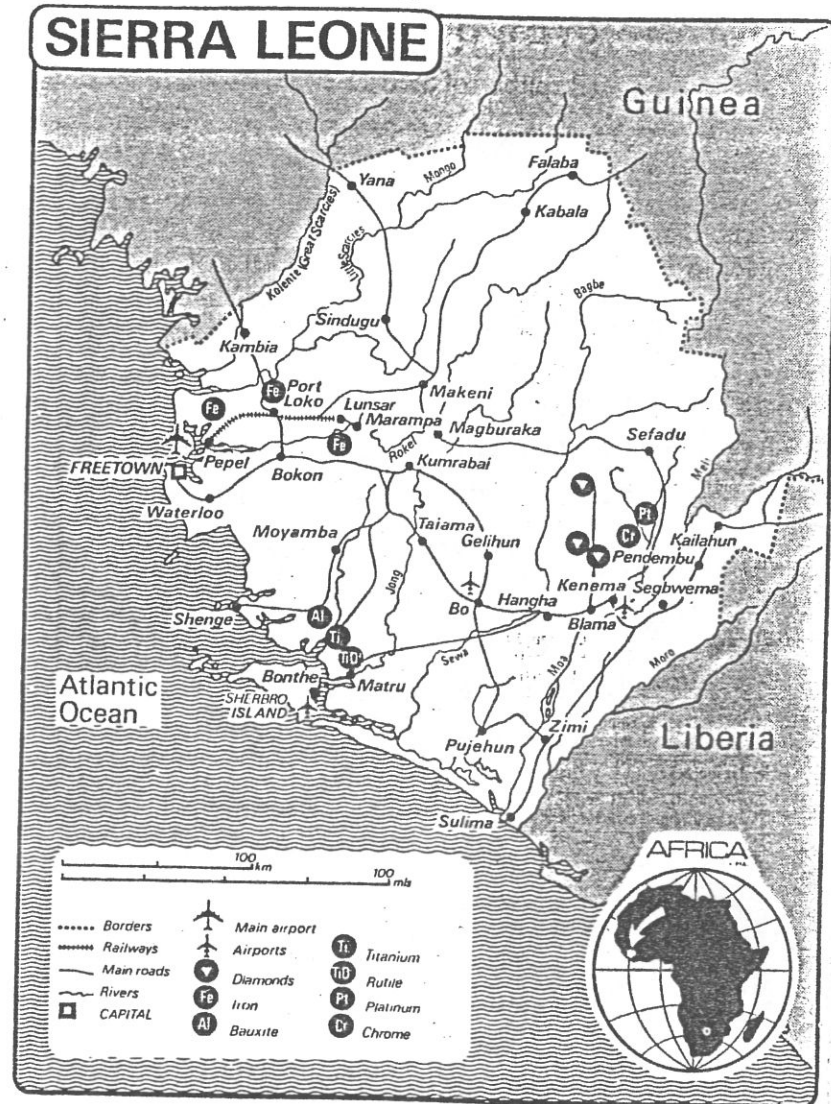 SIERRA LEONE
Guinea
Falaba
Mongo
Yana
Kabala
Kolente (Great Scarcies)
Little Scarcies
Bagbe
Sindugu
Kambia
Fe
Port
Loko
Fe
Makeni
Lunsar
Marampa
Magburaka
Sefadu
Fe
Rokel
Pepel
FREETOWN
Bokon
Kumrabai
Meli
Waterloo
Pt
Taiama
Cr
Kailahun
Moyamba
Gelihun
Pendembu
Jong
Kenema
Segbwema
Shenge
Al
Bo
Hangha
Blama
Ti
TiO
Sewa
Moa
Moro
Bonthe
Matru
Atlantic
Ocean
SHERBRO
ISLAND
Zimi
Pujehun
Liberia
Sulima
100
km
100
mls
AFRICA
Borders
Railways
Main roads
Rivers
CAPITAL
Main airport
Airports
Diamonds
Fe Iron
Al Bauxite
Ti Titanium
TiO Rutile
Pt Platinum
Cr Chrome